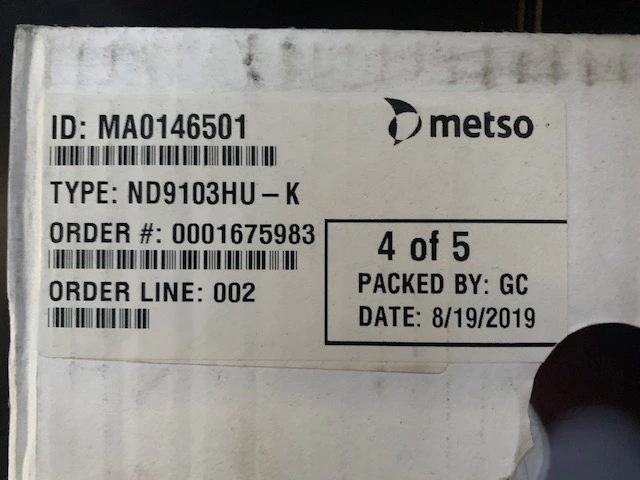 metso
ID: MA0146501
TYPE: ND9103HU – K
ORDER #: 0001675983
ORDER LINE: 002
4 of 5
PACKED BY: GC
DATE: 8/19/2019